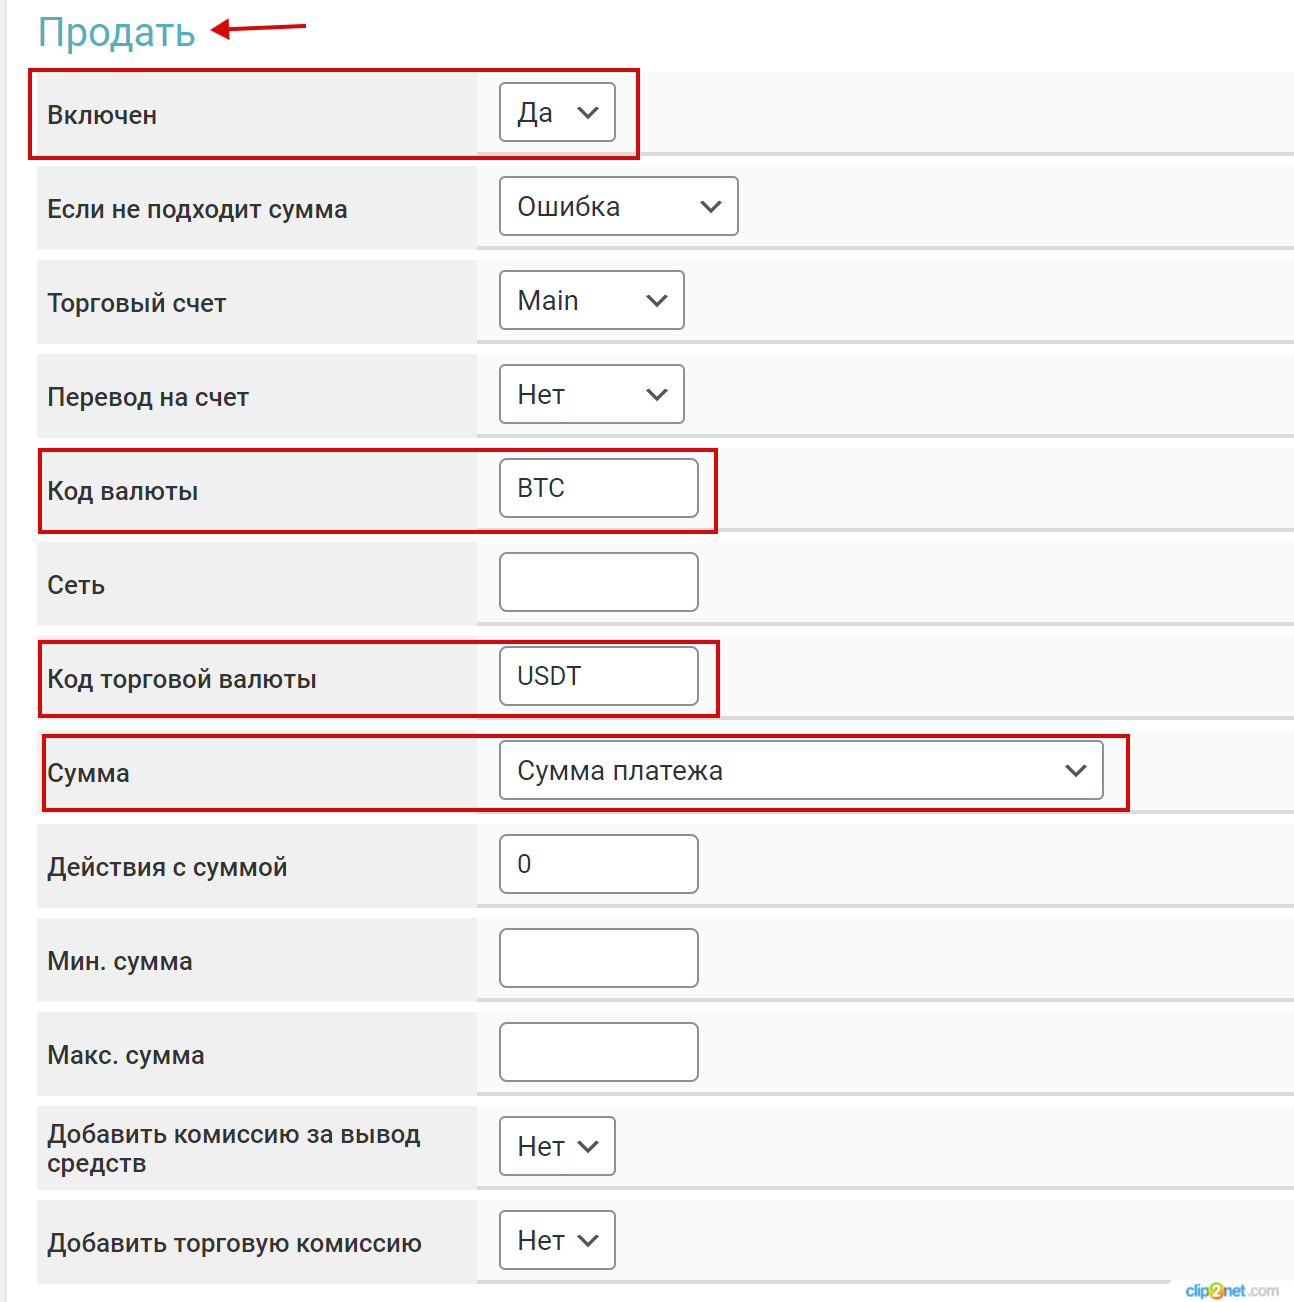 Продать
Включен
Да
Если не подходит сумма
Ошибка
Торговый счет
Main
Перевод на счет
Нет
Код валюты
BTC
Сеть
Код торговой валюты
USDT
Сумма
Сумма платежа
Действия с суммой
0
Мин. сумма
Макс. сумма
Добавить комиссию за вывод
средств
Нет
Добавить торговую комиссию
Нет
clip2net.com